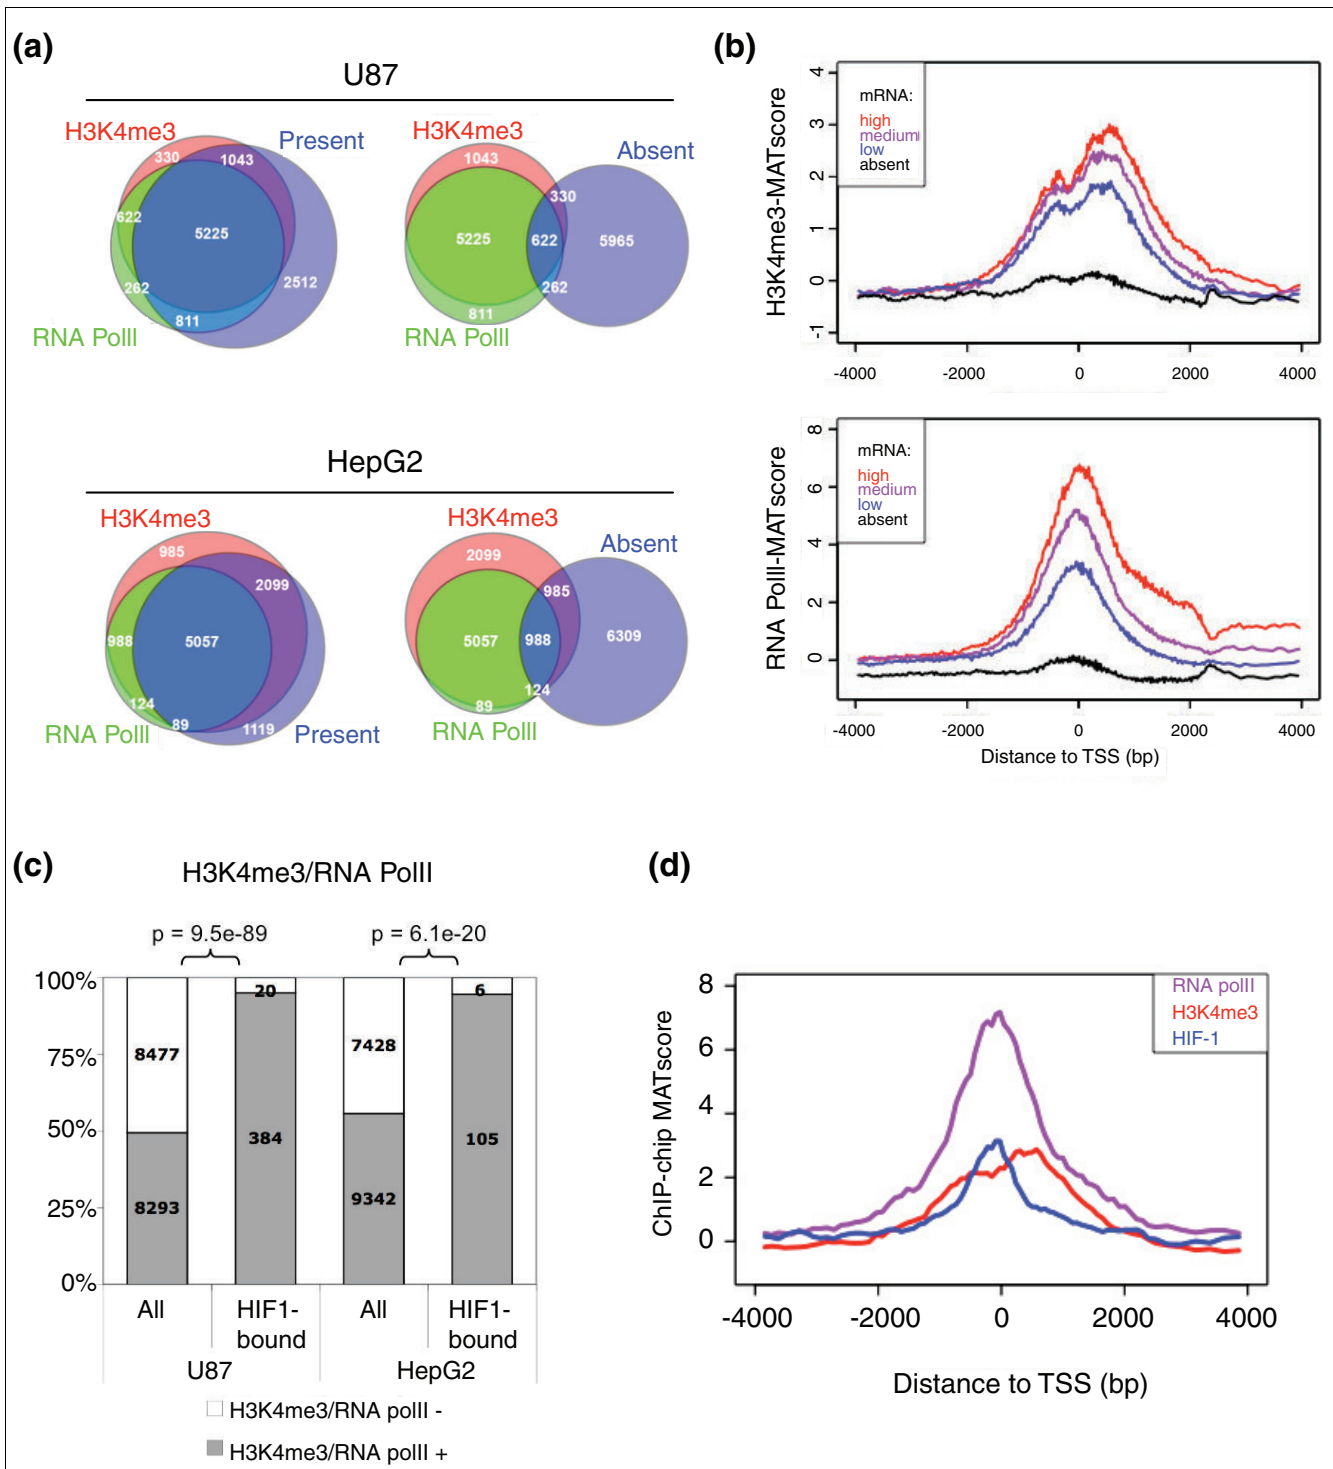 (a)
U87
H3K4me3
Present
330
1043
622
5225
262
2512
811
RNA PolII
H3K4me3
Absent
1043
330
5225
622
5965
262
811
RNA PolII
HepG2
H3K4me3
985
2099
988
5057
124
89
1119
RNA PolII
Present
H3K4me3
Absent
2099
985
5057
988
6309
124
89
RNA PolII
(b)
H3K4me3-MATscore
4
3
2
1
0
-1
mRNA:
high
medium
low
absent
-4000 -2000 0 2000 4000
RNA PolII-MATscore
8
6
4
2
0
mRNA:
high
medium
low
absent
-4000 -2000 0 2000 4000
Distance to TSS (bp)
(c)
H3K4me3/RNA PolII
p = 9.5e-89 p = 6.1e-20
100%
75%
50%
25%
0%
8477
8293
20
384
7428
9342
6
105
All HIF1- All HIF1-
bound bound
U87 HepG2
H3K4me3/RNA polII -
H3K4me3/RNA polII +
(d)
ChIP-chip MATscore
8
6
4
2
0
RNA polII
H3K4me3
HIF-1
-4000 -2000 0 2000 4000
Distance to TSS (bp)